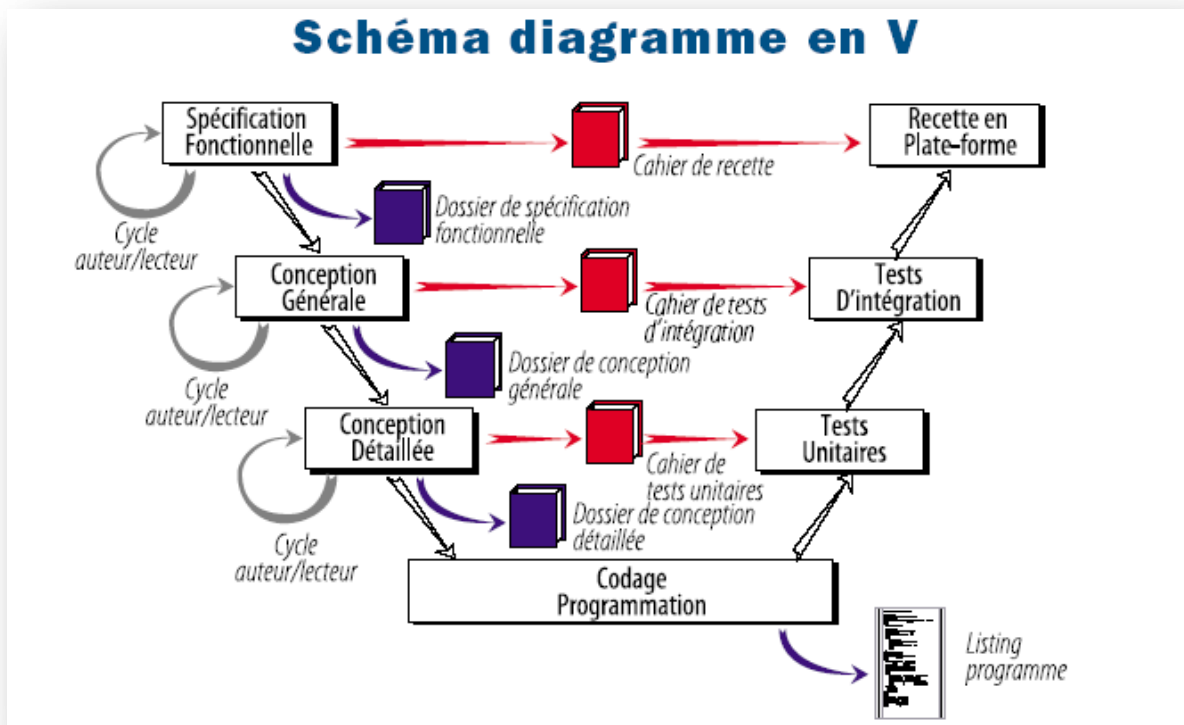 Schéma diagramme en V
Spécification
Fonctionnelle
Cahier de recette
Recette en
Plate-forme
Cycle
auteur/lecteur
Dossier de spécification
fonctionnelle
Conception
Générale
Cahier de tests
d'intégration
Tests
D'intégration
Cycle
auteur/lecteur
Dossier de conception
générale
Conception
Détaillée
Cahier de
tests unitaires
Tests
Unitaires
Cycle
auteur/lecteur
Dossier de conception
détaillée
Codage
Programmation
Listing
programme